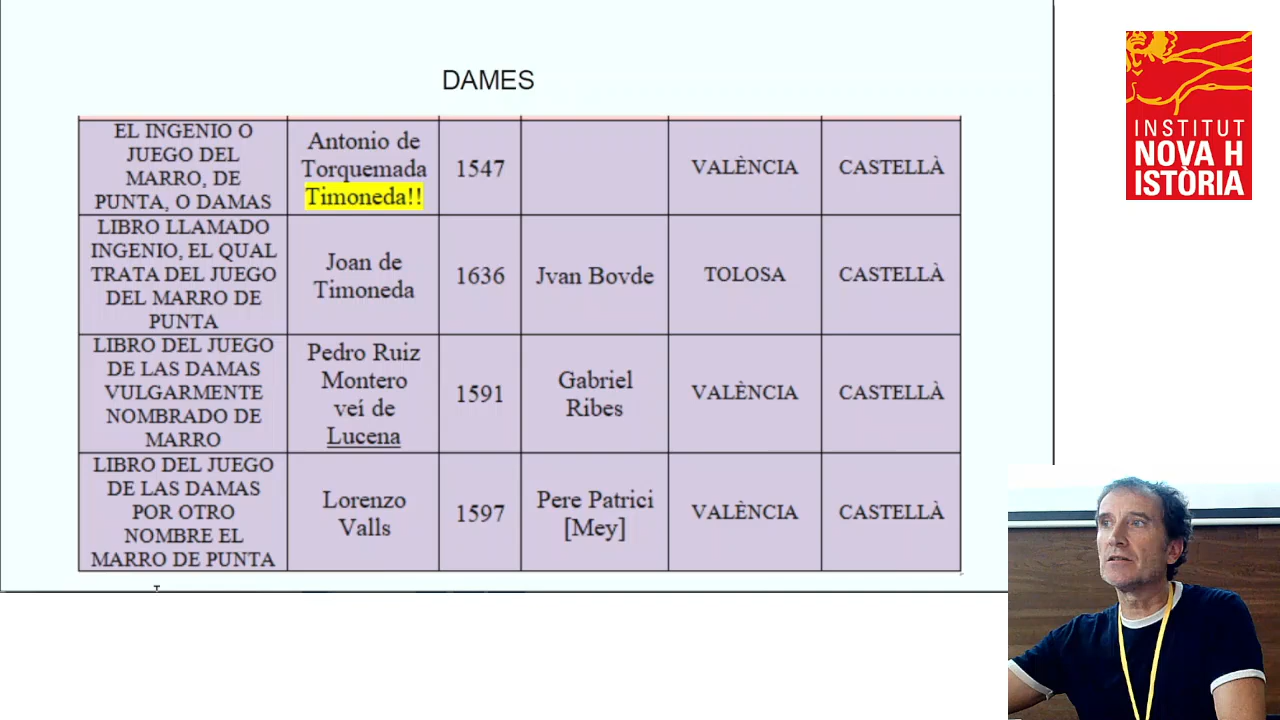 DAMES
EL INGENIO O
JUEGO DEL
MARRO, DE
PUNTA, O DAMAS
Antonio de
Torquemada
Timoneda!!
1547
VALÈNCIA
CASTELLÀ
LIBRO LLAMADO
INGENIO, EL QUAL
TRATA DEL JUEGO
DEL MARRO DE
PUNTA
Joan de
Timoneda
1636
Jvan Bovde
TOLOSA
CASTELLÀ
LIBRO DEL JUEGO
DE LAS DAMAS
VULGARMENTE
NOMBRADO DE
MARRO
Pedro Ruiz
Montero
veí de
Lucena
1591
Gabriel
Ribes
VALÈNCIA
CASTELLÀ
LIBRO DEL JUEGO
DE LAS DAMAS
POR OTRO
NOMBRE EL
MARRO DE PUNTA
Lorenzo
Valls
1597
Pere Patrici
[Mey]
VALÈNCIA
CASTELLÀ
INSTITUT
NOVA H
ISTÒRIA